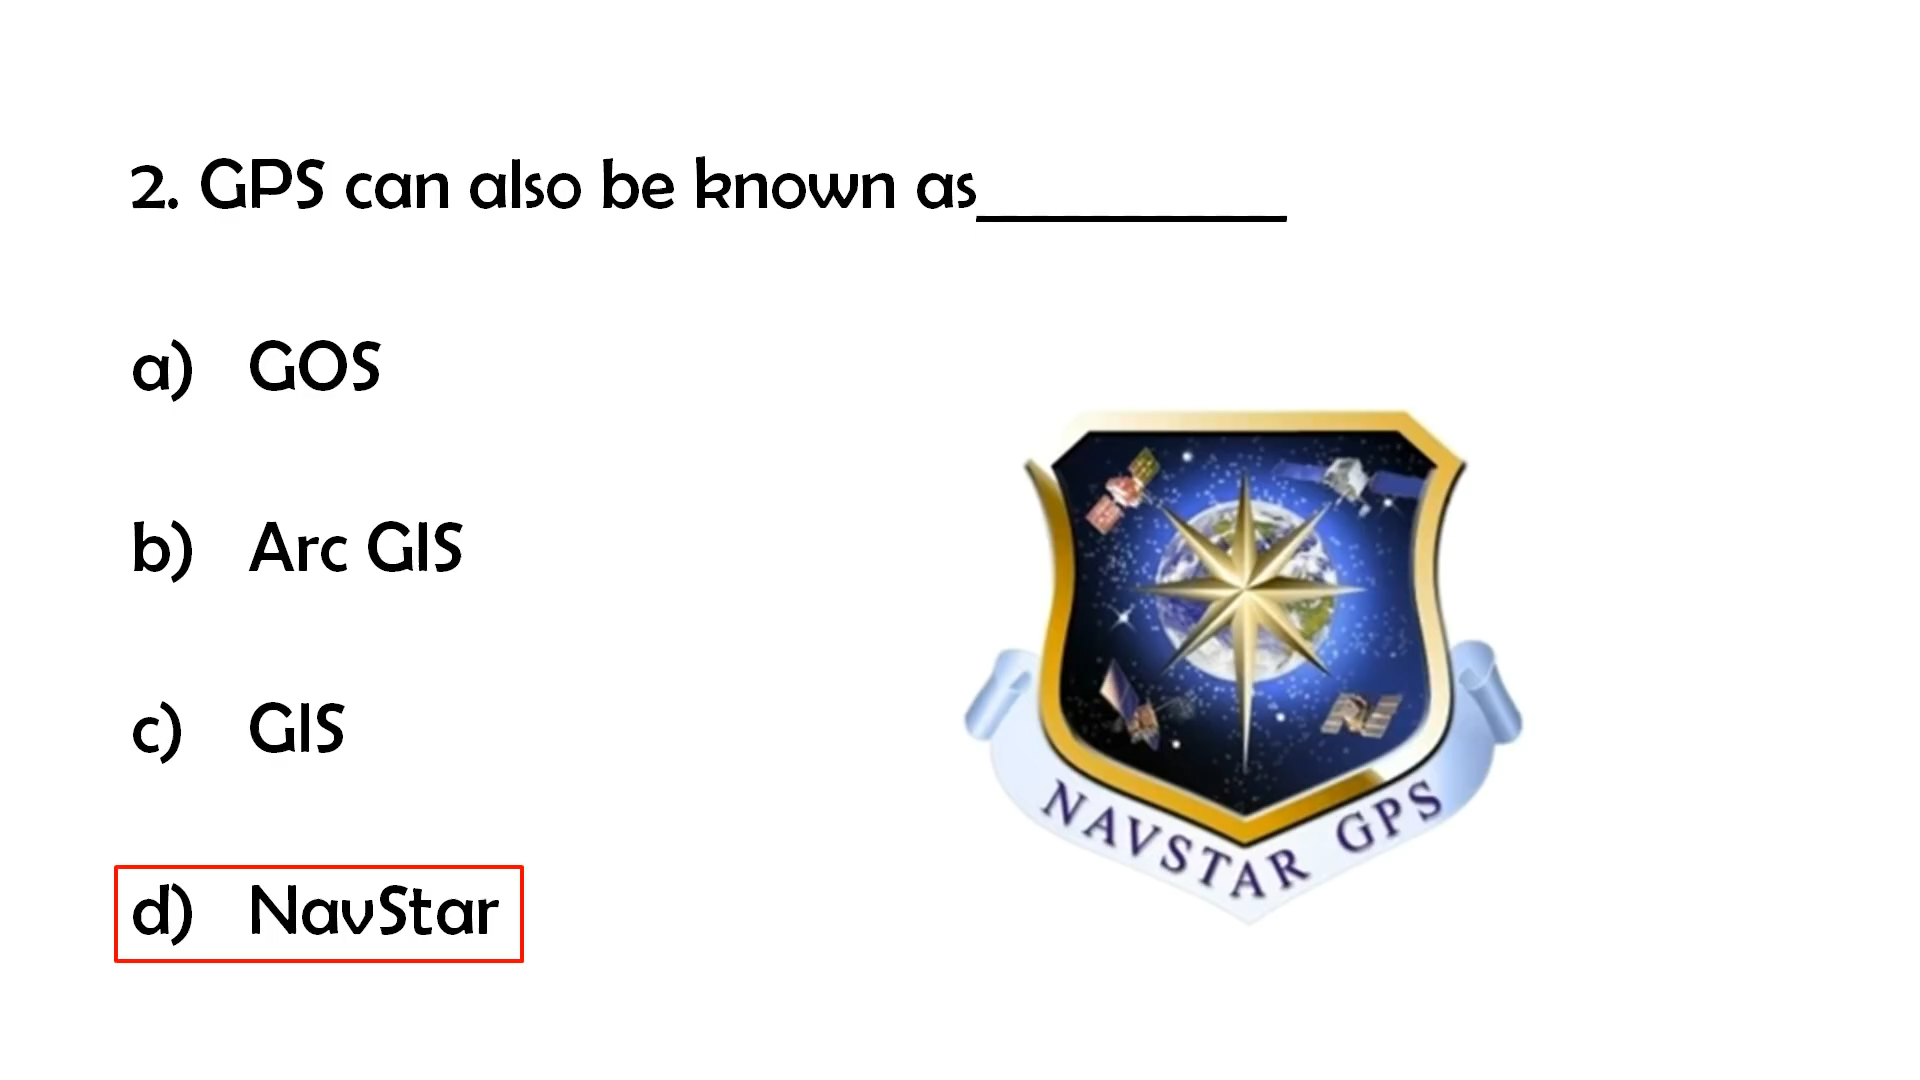 2. GPS can also be known as__________
a) GOS
b) Arc GIS
c) GIS
d) NavStar
NAVSTAR GPS